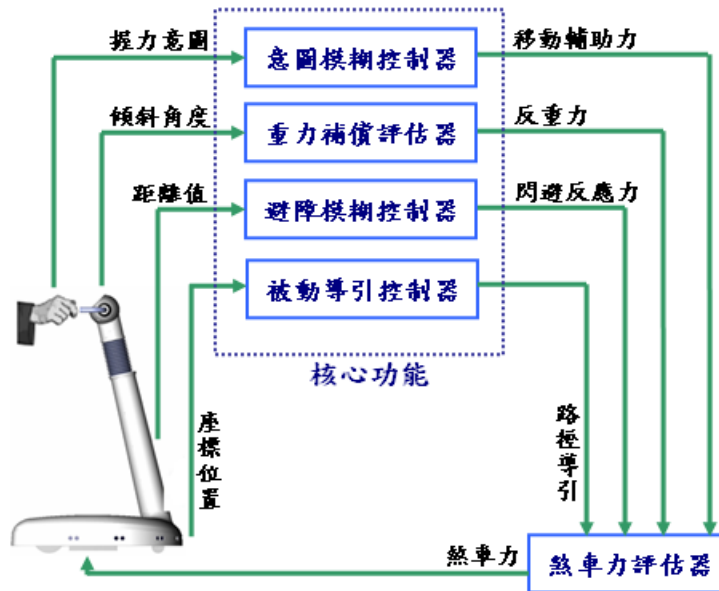 握力意圖
意圖模糊控制器
移動輔助力
傾斜角度
重力補償評估器
反重力
距離值
避障模糊控制器
閃避反應力
被動導引控制器
核心功能
座標位置
路徑導引
煞車力
煞車力評估器